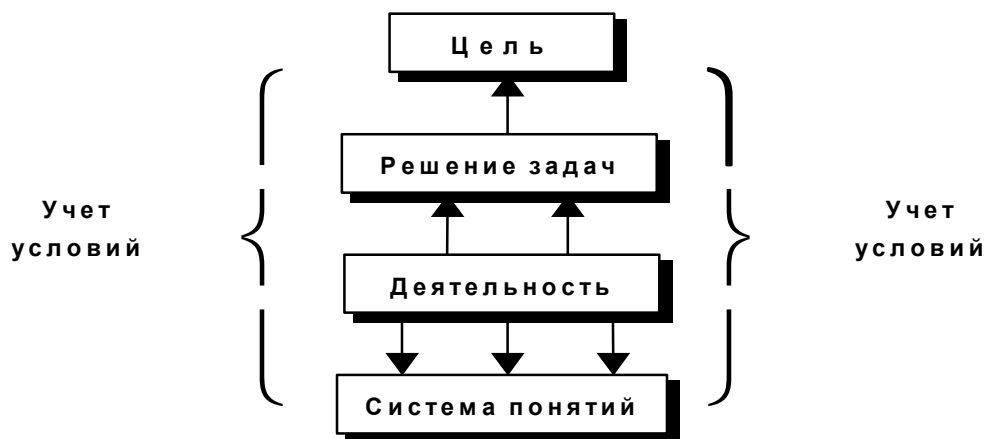 Цель
Решение задач
Учет
условий
Учет
условий
Деятельность
Система понятий